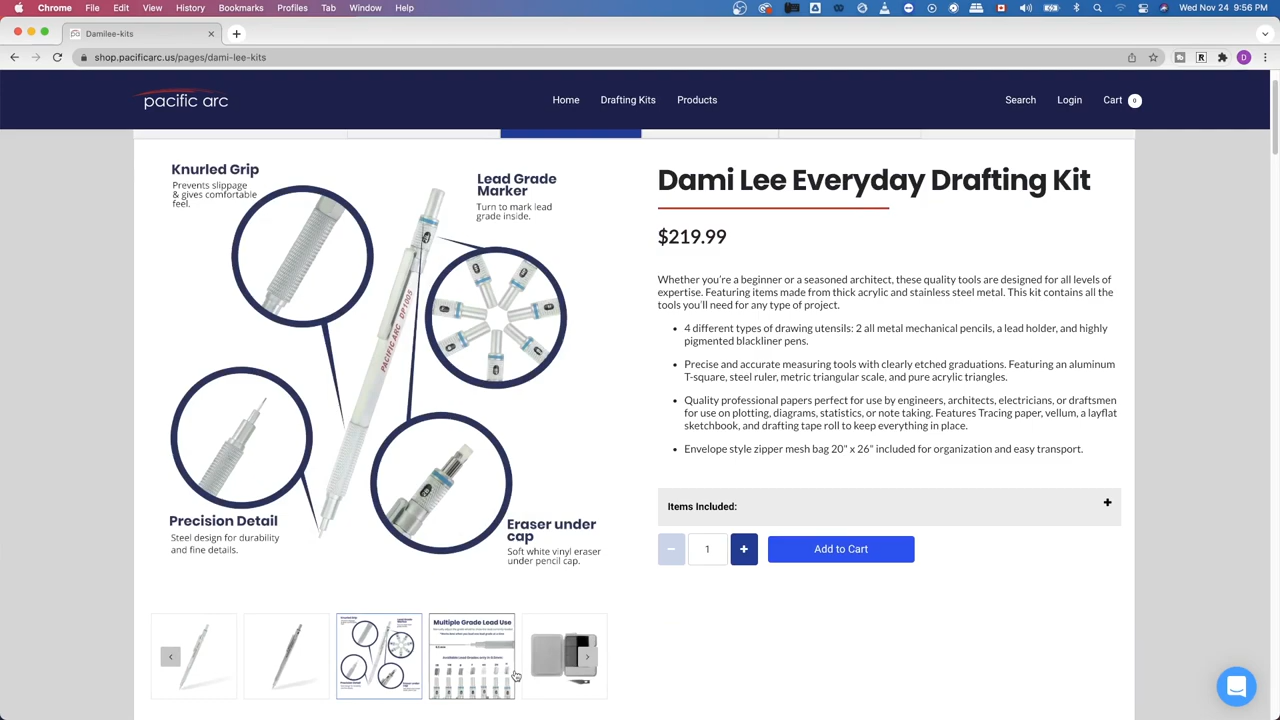 Chrome File Edit View History Bookmarks Profiles Tab Window Help
Wed Nov 9 9:56 PM
Damilee-kits
shop.pacificarc.us/pages/dami-lee-kits
D
pacific arc
Home Drafting Kits Products
Search Login Cart 0
Knurled Grip
Prevents slippage
& gives comfortable
feel.
Lead Grade
Marker
Turn to mark lead
grade inside.
PACIFIC ARC DPT005
Precision Detail
Steel design for durability
and fine details.
Eraser under
cap
Soft white vinyl eraser
under pencil cap.
Multiple Grade Lead Use
Dami Lee Everyday Drafting Kit
$219.99
Whether you're a beginner or a seasoned architect, these quality tools are designed for all levels of
expertise. Featuring items made from thick acrylic and stainless steel metal. This kit contains all the
tools you'll need for any type of project.
4 different types of drawing utensils: 2 all metal mechanical pencils, a lead holder, and highly
pigmented blackliner pens.
Precise and accurate measuring tools with clearly etched graduations. Featuring an aluminum
T-square, steel ruler, metric triangular scale, and pure acrylic triangles.
Quality professional papers perfect for use by engineers, architects, electricians, or draftsmen
for use on plotting, diagrams, statistics, or note taking. Features Tracing paper, vellum, a layflat
sketchbook, and drafting tape roll to keep everything in place.
Envelope style zipper mesh bag 20" x 26" included for organization and easy transport.
Items Included:
1
Add to Cart